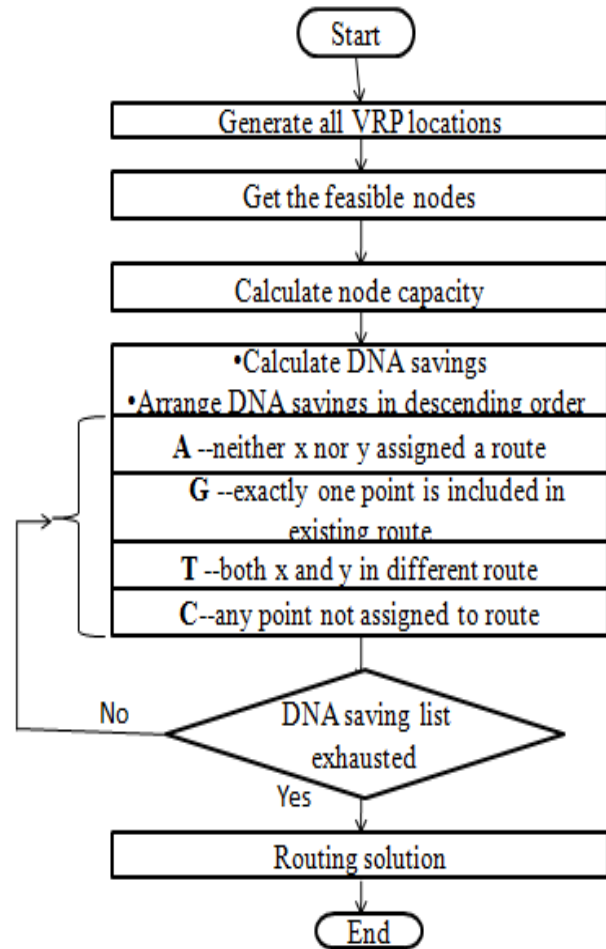 Start
Generate all VRP locations
Get the feasible nodes
Calculate node capacity
•Calculate DNA savings
•Arrange DNA savings in descending order
A --neither x nor y assigned a route
G --exactly one point is included in
existing route
T --both x and y in different route
C--any point not assigned to route
DNA saving list
exhausted
No
Yes
Routing solution
End